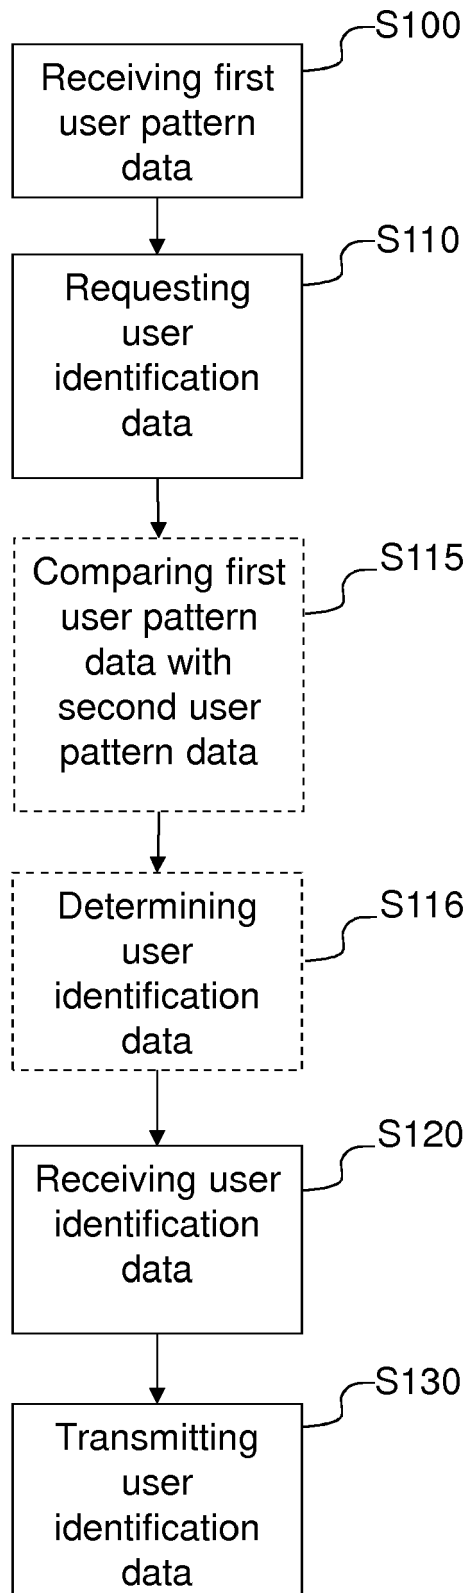 S100
Receiving first
user pattern
data
S110
Requesting
user
identification
data
S115
Comparing first
user pattern
data with
second user
pattern data
S116
Determining
user
identification
data
S120
Receiving user
identification
data
S130
Transmitting
user
identification
data